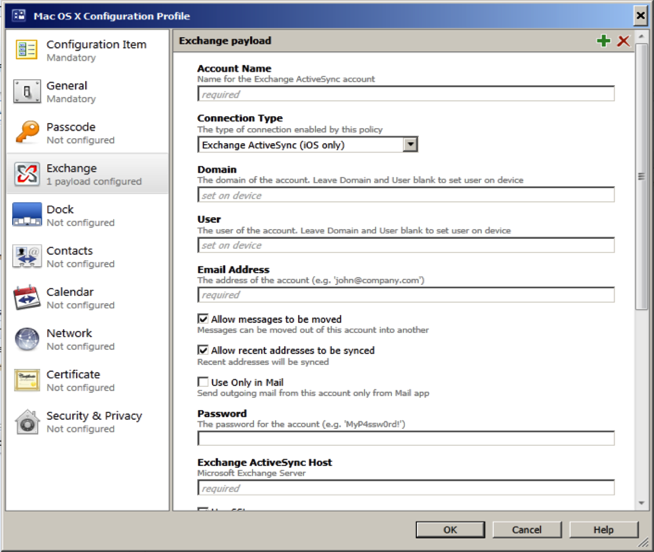 Mac OS X Configuration Profile
Configuration Item
Mandatory
General
Mandatory
Passcode
Not configured
Exchange
1 payload configured
Dock
Not configured
Contacts
Not configured
Calendar
Not configured
Network
Not configured
Certificate
Not configured
Security & Privacy
Not configured
Exchange payload
Account Name
Name for the Exchange ActiveSync account
required
Connection Type
The type of connection enabled by this policy
Exchange ActiveSync (iOS only)
Domain
The domain of the account. Leave Domain and User blank to set user on device
set on device
User
The user of the account. Leave Domain and User blank to set user on device
set on device
Email Address
The address of the account (e.g. 'john@company.com')
required
Allow messages to be moved
Messages can be moved out of this account into another
Allow recent addresses to be synced
Recent addresses will be synced
Use Only in Mail
Send outgoing mail from this account only from Mail app
Password
The password for the account (e.g. 'MyP4ssw0rd!')
Exchange ActiveSync Host
Microsoft Exchange Server
required
OK
Cancel
Help